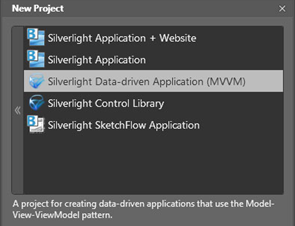 New Project
Silverlight Application + Website
Silverlight Application
Silverlight Data-driven Application (MVVM)
Silverlight Control Library
Silverlight SketchFlow Application
A project for creating data-driven applications that use the Model-
View-ViewModel pattern.